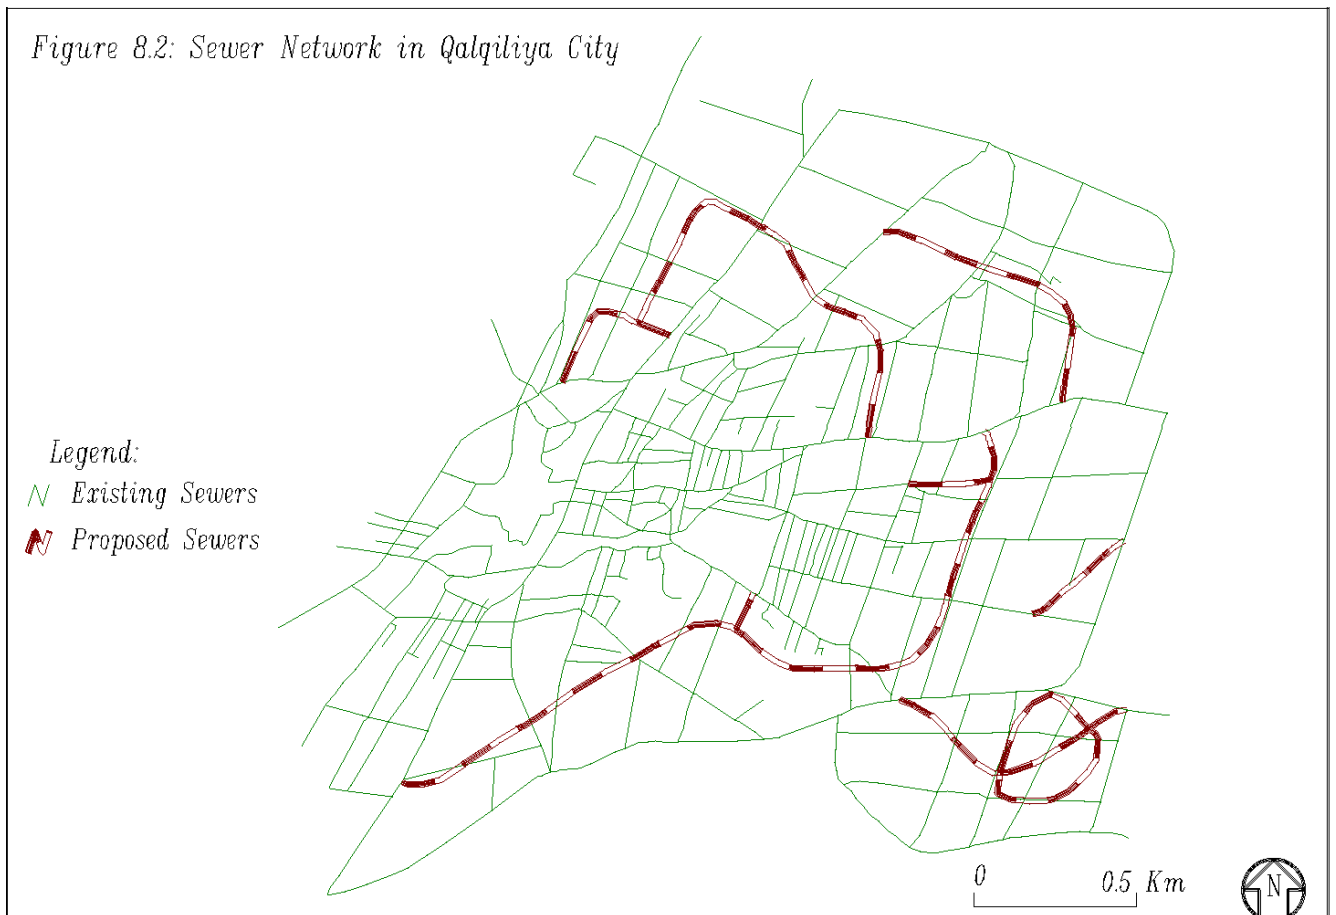 Figure 8.2: Sewer Network in Qalqiliya City
Legend:
Existing Sewers
Proposed Sewers
0 0.5 Km
N